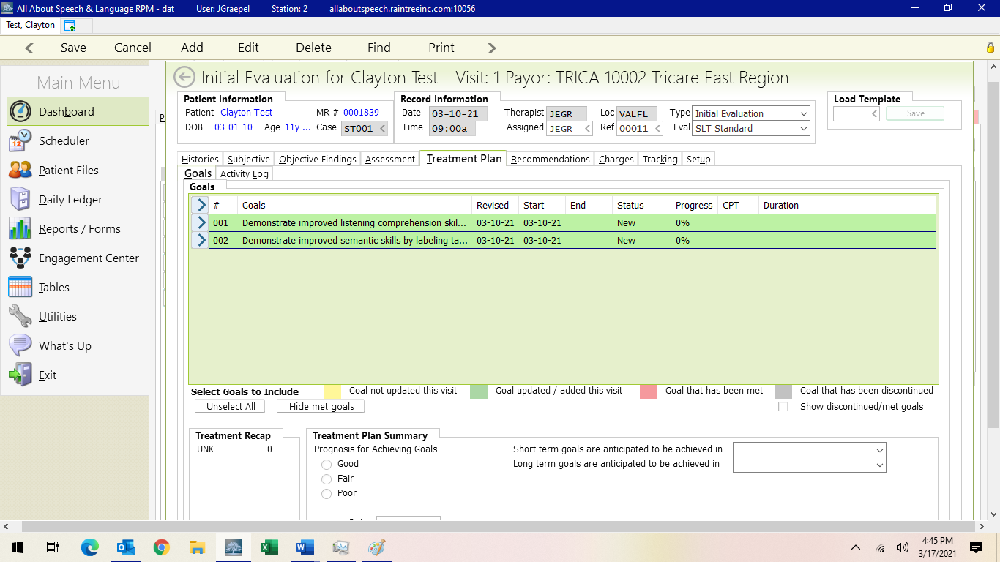 All About Speech & Language RPM - dat User: JGraepel Station: 2 allaboutspeech.raintreeinc.com:10056
Test, Clayton
Save Cancel Add Edit Delete Find Print
Main Menu
Dashboard
Scheduler
Patient Files
Daily Ledger
Reports / Forms
Engagement Center
Tables
Utilities
What's Up
Exit
P
Initial Evaluation for Clayton Test - Visit: 1 Payor: TRICA 10002 Tricare East Region
Patient Information Record Information Load Template
Patient Clayton Test MR # 0001839 Date 03-10-21 Therapist JEGR Loc VALFL Type Initial Evaluation Save
DOB 03-01-10 Age 11y ... Case ST001 Time 09:00a Assigned JEGR Ref 00011 Eval SLT Standard
Histories Subjective Objective Findings Assessment Treatment Plan Recommendations Charges Tracking Setup
Goals Activity Log
Goals
# Goals Revised Start End Status Progress CPT Duration
001 Demonstrate improved listening comprehension skil... 03-10-21 03-10-21 New 0%
002 Demonstrate improved semantic skills by labeling ta... 03-10-21 03-10-21 New 0%
Select Goals to Include Goal not updated this visit Goal updated / added this visit Goal that has been met Goal that has been discontinued
Unselect All Hide met goals Show discontinued/met goals
Treatment Recap Treatment Plan Summary
UNK 0 Prognosis for Achieving Goals Short term goals are anticipated to be achieved in
Good Long term goals are anticipated to be achieved in
Fair
Poor
4:45 PM
3/17/2021